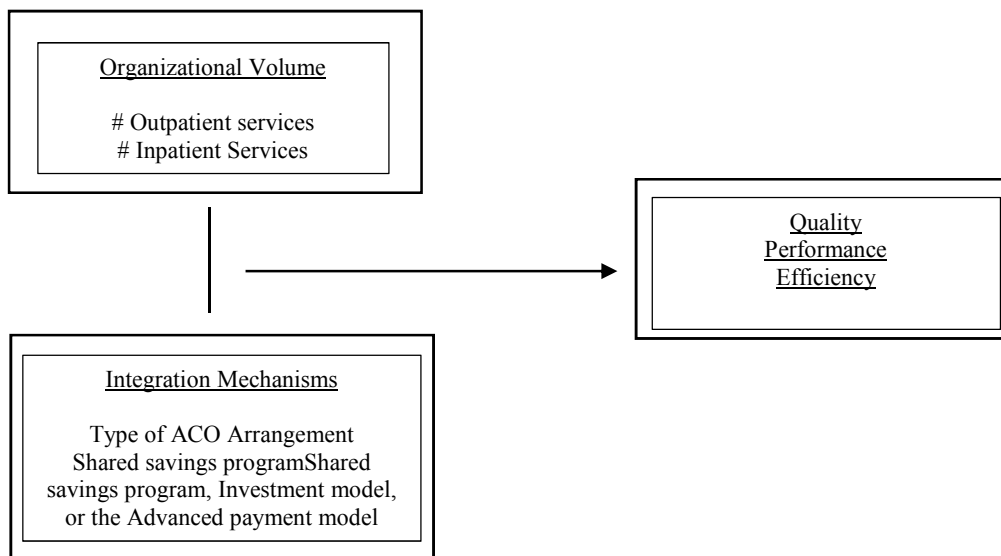 Organizational Volume
# Outpatient services
# Inpatient Services
Quality
Performance
Efficiency
Integration Mechanisms
Type of ACO Arrangement
Shared savings programShared
savings program, Investment model,
or the Advanced payment model